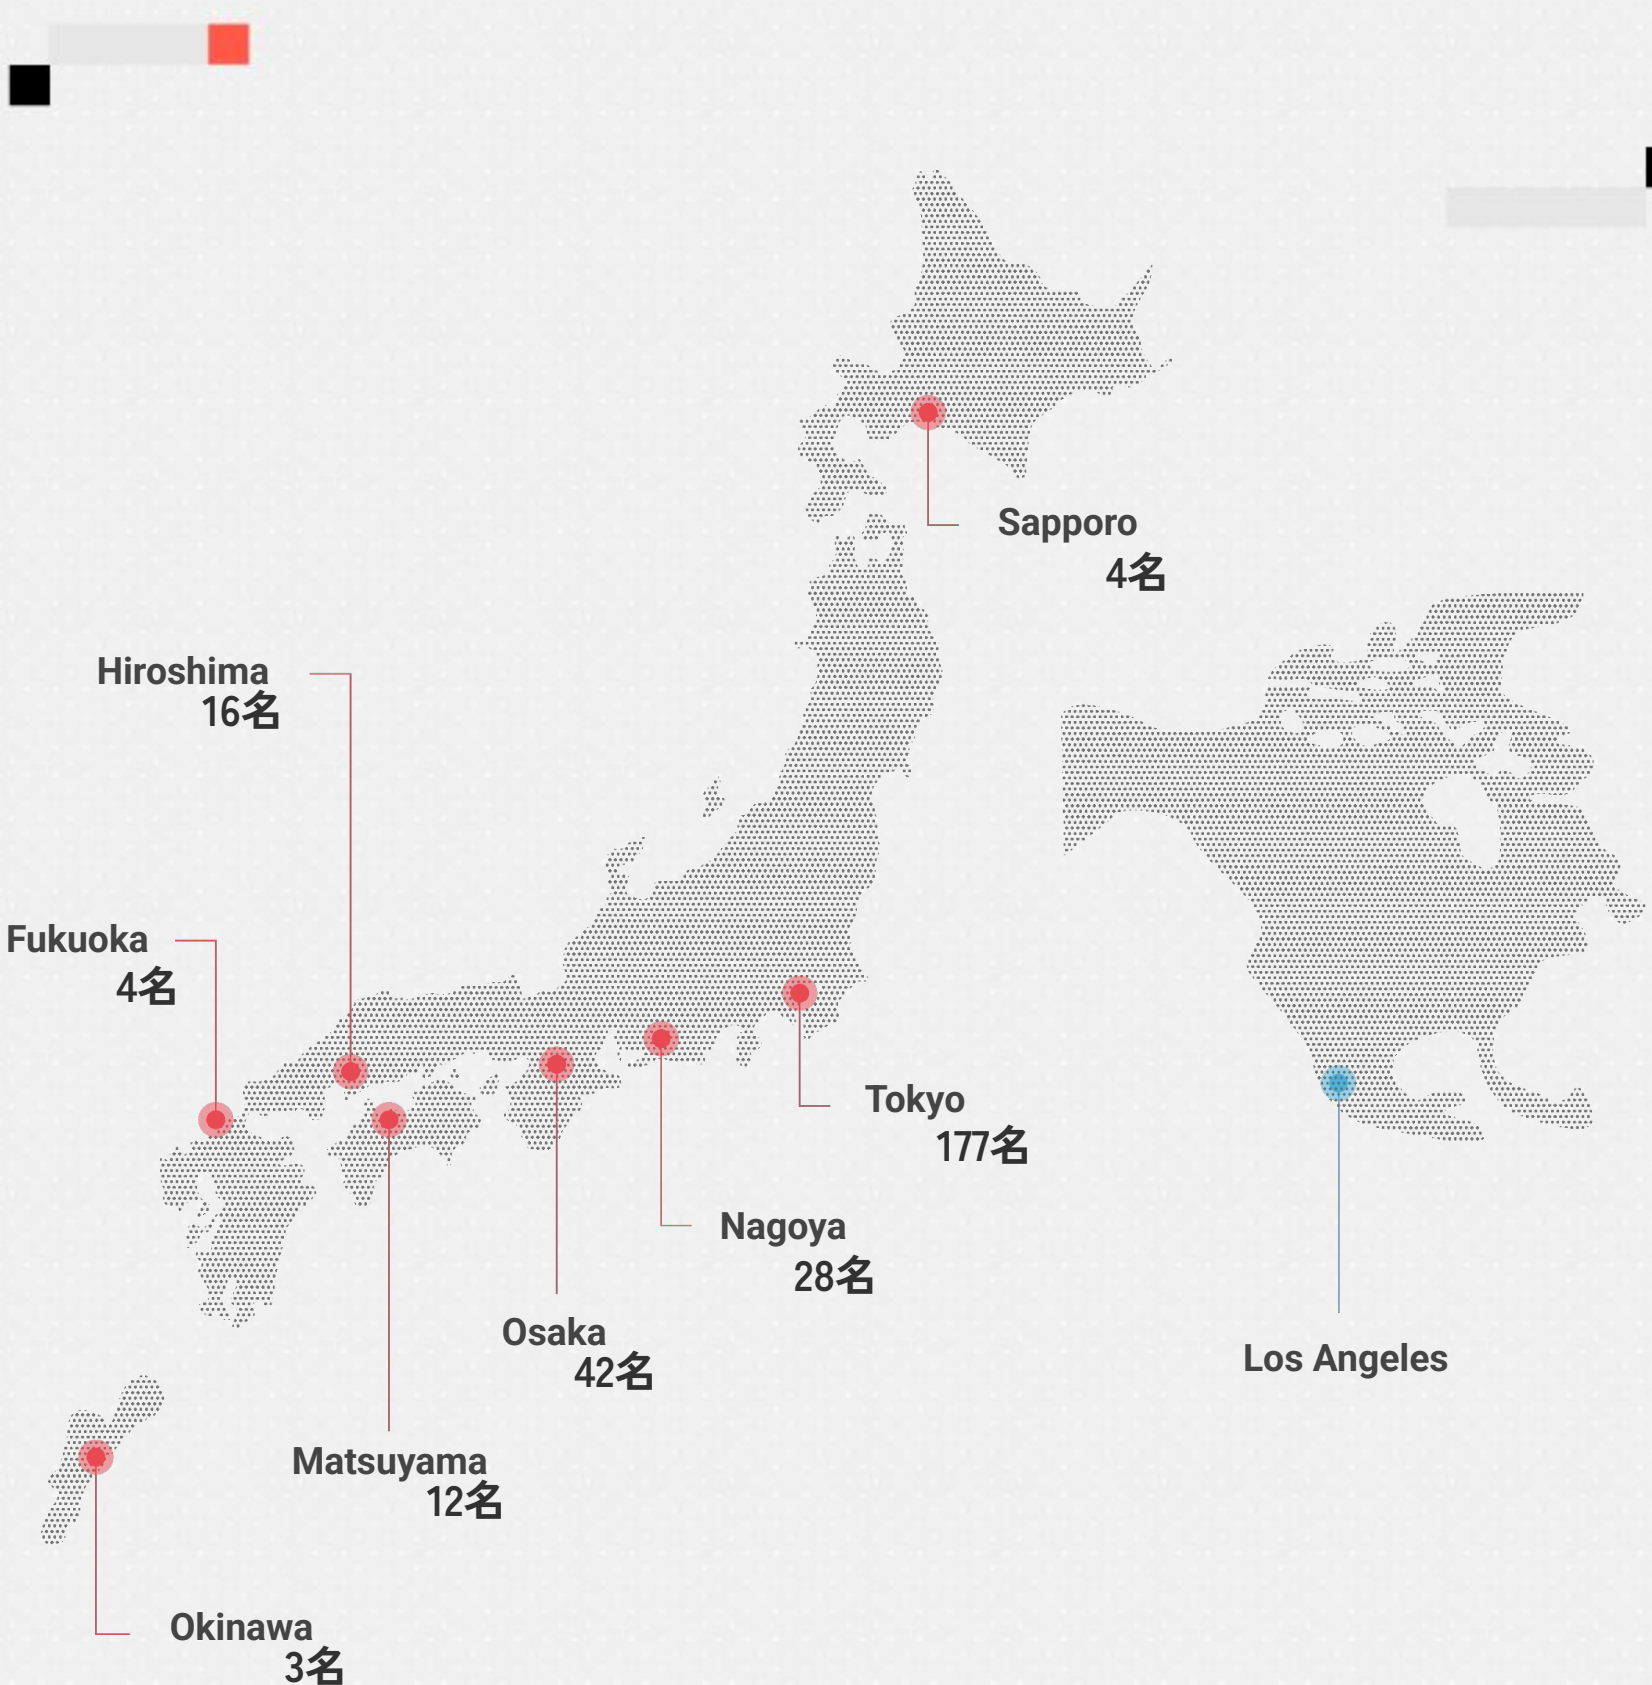 Sapporo
4名
Hiroshima
16名
Fukuoka
4名
Tokyo
177名
Nagoya
28名
Osaka
42名
Los Angeles
Matsuyama
12名
Okinawa
3名